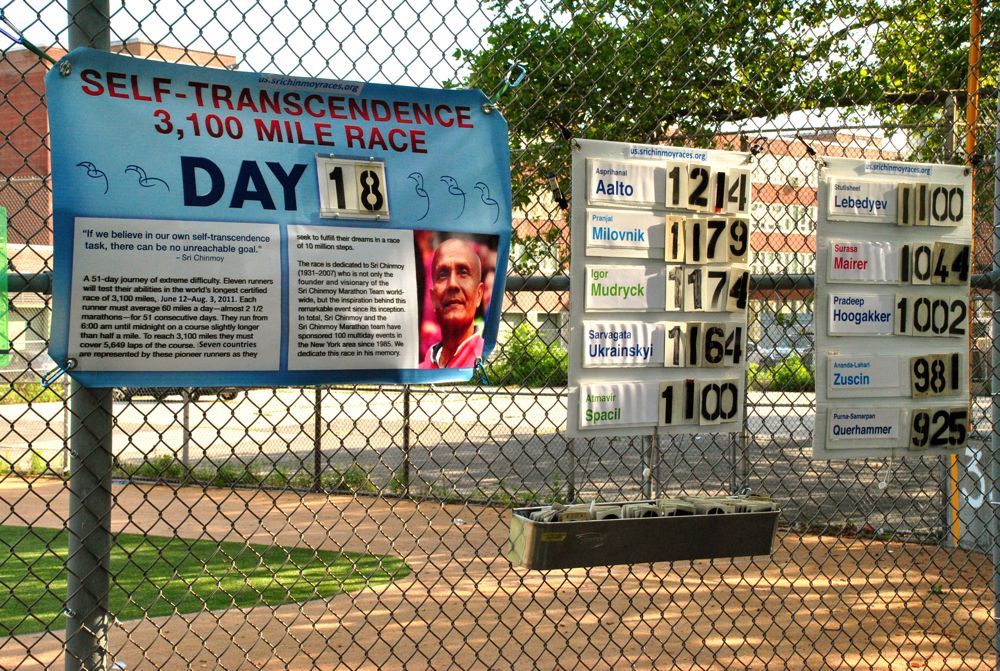 us.srichinmoyraces.org
SELF-TRANSCENDENCE
3,100 MILE RACE
DAY 18
"If we believe in our own self-transcendence
task, there can be no unreachable goal."
– Sri Chinmoy
A 51-day journey of extreme difficulty. Eleven runners
will test their abilities in the world's longest certified
race of 3,100 miles, June 12–Aug. 3, 2011. Each
runner must average 60 miles a day—almost 2 1/2
marathons—for 51 consecutive days. They run from
6:00 am until midnight on a course slightly longer
than half a mile. To reach 3,100 miles they must
cover 5,649 laps of the course. Seven countries
are represented by these pioneer runners as they
seek to fulfill their dreams in a race
of 10 million steps.
The race is dedicated to Sri Chinmoy
(1931–2007) who is not only the
founder and visionary of the
Sri Chinmoy Marathon Team world-
wide, but the inspiration behind this
remarkable event since its inception.
In total, Sri Chinmoy and the
Sri Chinmoy Marathon team have
sponsored 100 multiday events in
the New York area since 1985. We
dedicate this race in his memory.
us.srichinmoyraces.org
Asprihanal
Aalto 1214
Pranjal
Milovnik 1179
Igor
Mudryck 1174
Sarvagata
Ukrainskyi 1164
Atmavir
Spacil 1100
us.srichinmoyraces.org
Stutisheel
Lebedyev 1100
Surasa
Mairer 1044
Pradeep
Hoogakker 1002
Ananda-Lahari
Zuscin 981
Purna-Samarpan
Querhammer 925